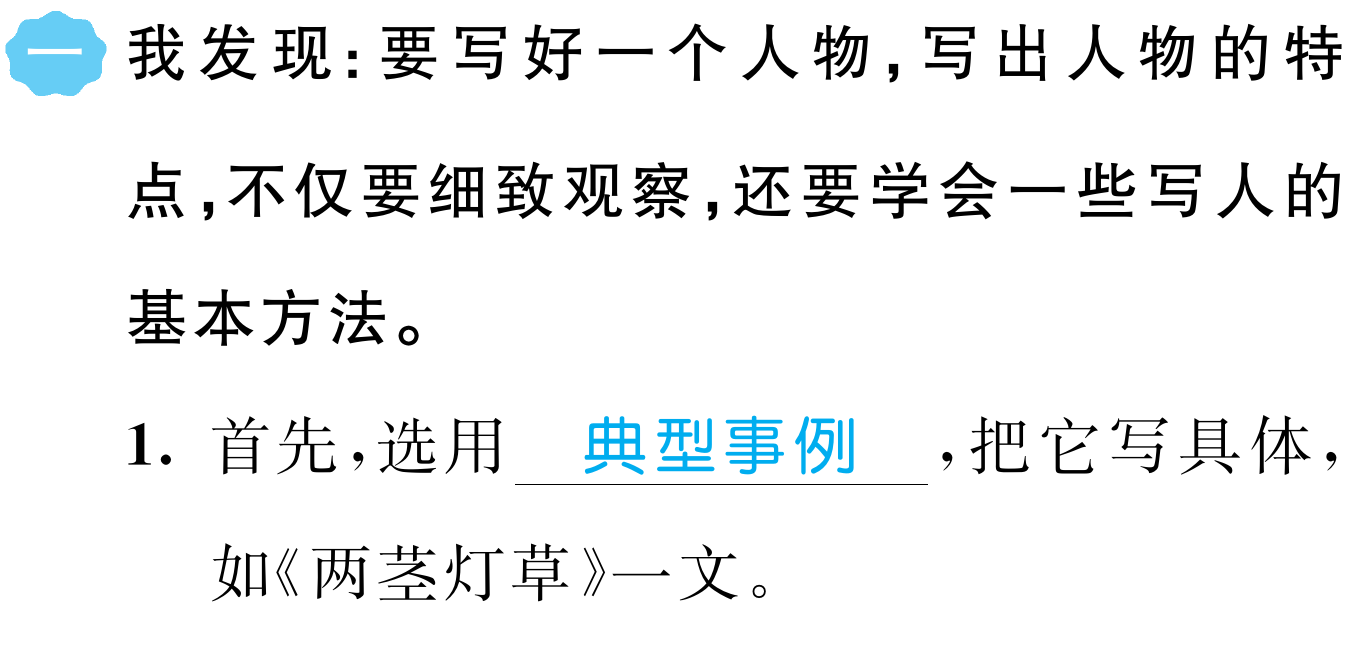 一 我发现:要写好一个人物,写出人物的特
点,不仅要细致观察,还要学会一些写人的
基本方法。
1. 首先,选用 典型事例 ,把它写具体,
如《两茎灯草》一文。